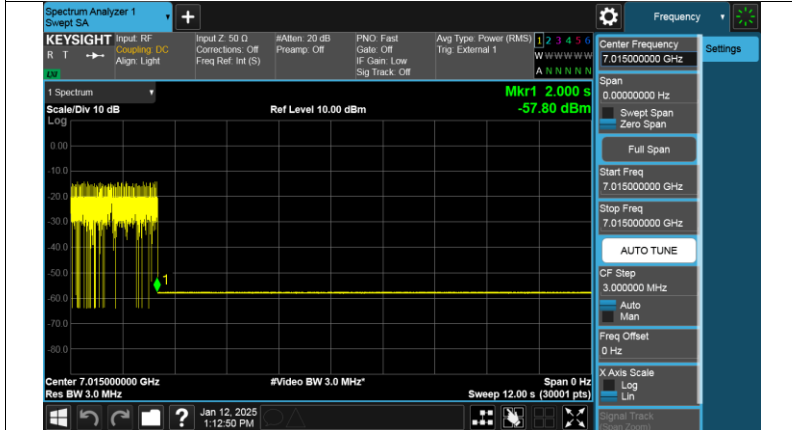 Spectrum Analyzer 1
Swept SA
+
Frequency
KEYSIGHT
R T
LXI
Input: RF
Coupling: DC
Align: Light
Input Z: 50 Ω
Corrections: Off
Freq Ref: Int (S)
#Atten: 20 dB
Preamp: Off
PNO: Fast
Gate: Off
IF Gain: Low
Sig Track: Off
Avg Type: Power (RMS)
Trig: External 1
1 2 3 4 5 6
W W W W W W
A N N N N N
Center Frequency
7.015000000 GHz
Settings
Span
0.00000000 Hz
Swept Span
Zero Span
Full Span
Start Freq
7.015000000 GHz
Stop Freq
7.015000000 GHz
AUTO TUNE
CF Step
3.000000 MHz
Auto
Man
Freq Offset
0 Hz
X Axis Scale
Log
Lin
Signal Track
(Span Zoom)
1 Spectrum
Mkr1 2.000 s
Scale/Div 10 dB
Ref Level 10.00 dBm
-57.80 dBm
Log
0.00
-10.0
-20.0
-30.0
-40.0
-50.0
-60.0
-70.0
-80.0
1
Center 7.015000000 GHz
#Video BW 3.0 MHz*
Span 0 Hz
Res BW 3.0 MHz
Sweep 12.00 s (30001 pts)
?
Jan 12, 2025
1:12:50 PM